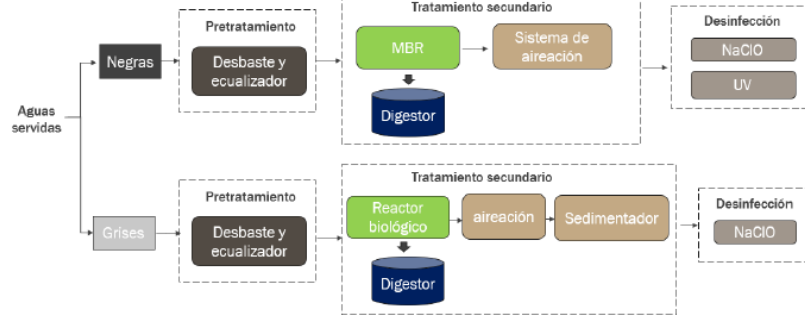 Tratamiento secundario
Pretratamiento
Desinfección
Negras
Desbaste y
ecualizador
MBR
Sistema de
aireación
NaClO
UV
Digestor
Aguas
servidas
Tratamiento secundario
Pretratamiento
Desinfección
Grises
Desbaste y
ecualizador
Reactor
biológico
aireación
Sedimentador
NaClO
Digestor